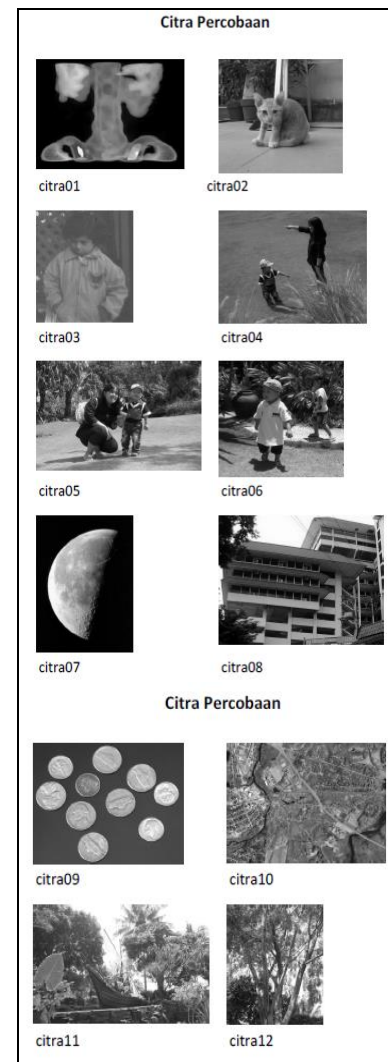 Citra Percobaan
citra01 citra02
citra03 citra04
citra05 citra06
citra07 citra08
Citra Percobaan
citra09 citra10
citra11 citra12